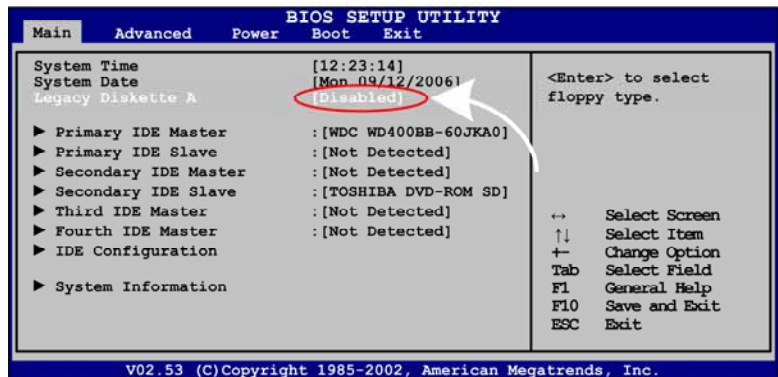 BIOS SETUP UTILITY
Main Advanced Power Boot Exit
System Time [12:23:14]
System Date [Mon 09/12/2006]
Legacy Diskette A [Disabled]
▶ Primary IDE Master :[WDC WD400BB-60JKA0]
▶ Primary IDE Slave :[Not Detected]
▶ Secondary IDE Master :[Not Detected]
▶ Secondary IDE Slave :[TOSHIBA DVD-ROM SD]
▶ Third IDE Master :[Not Detected]
▶ Fourth IDE Master :[Not Detected]
▶ IDE Configuration
▶ System Information
<Enter> to select
floppy type.
↔ Select Screen
↑↓ Select Item
+- Change Option
Tab Select Field
F1 General Help
F10 Save and Exit
ESC Exit
V02.53 (C)Copyright 1985-2002, American Megatrends, Inc.